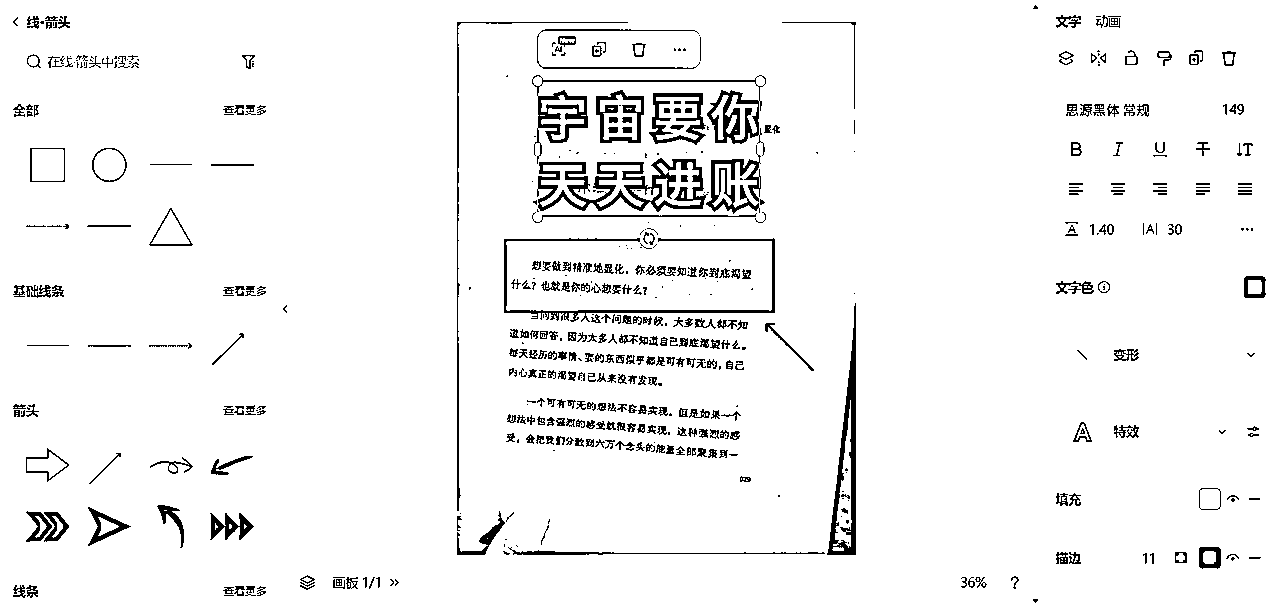 线·箭头
在线·箭头中搜索
全部
查看更多
基础线条
查看更多
箭头
查看更多
线条
查看更多
AI
宇宙要你
天天进账
显化
想要做到精准地显化，你必须要知道你到底渴望
什么？也就是你的心想要什么？
当问到很多人这个问题的时候，大多数人都不知
道如何回答，因为太多人都不知道自己到底渴望什么。
每天经历的事情、要的东西似乎都是可有可无的，自己
内心真正的渴望自己从来没有发现。
一个可有可无的想法不容易实现。但是如果一个
想法中包含强烈的感受就很容易实现，这种强烈的感
受，会把我们分散到六万个念头的能量全部聚集到一
029
画板 1/1 »
36% ?
文字 动画
思源黑体 常规 149
B I U T ↓T
A 1.40 |A| 30
文字色
变形
A 特效
填充
描边 11